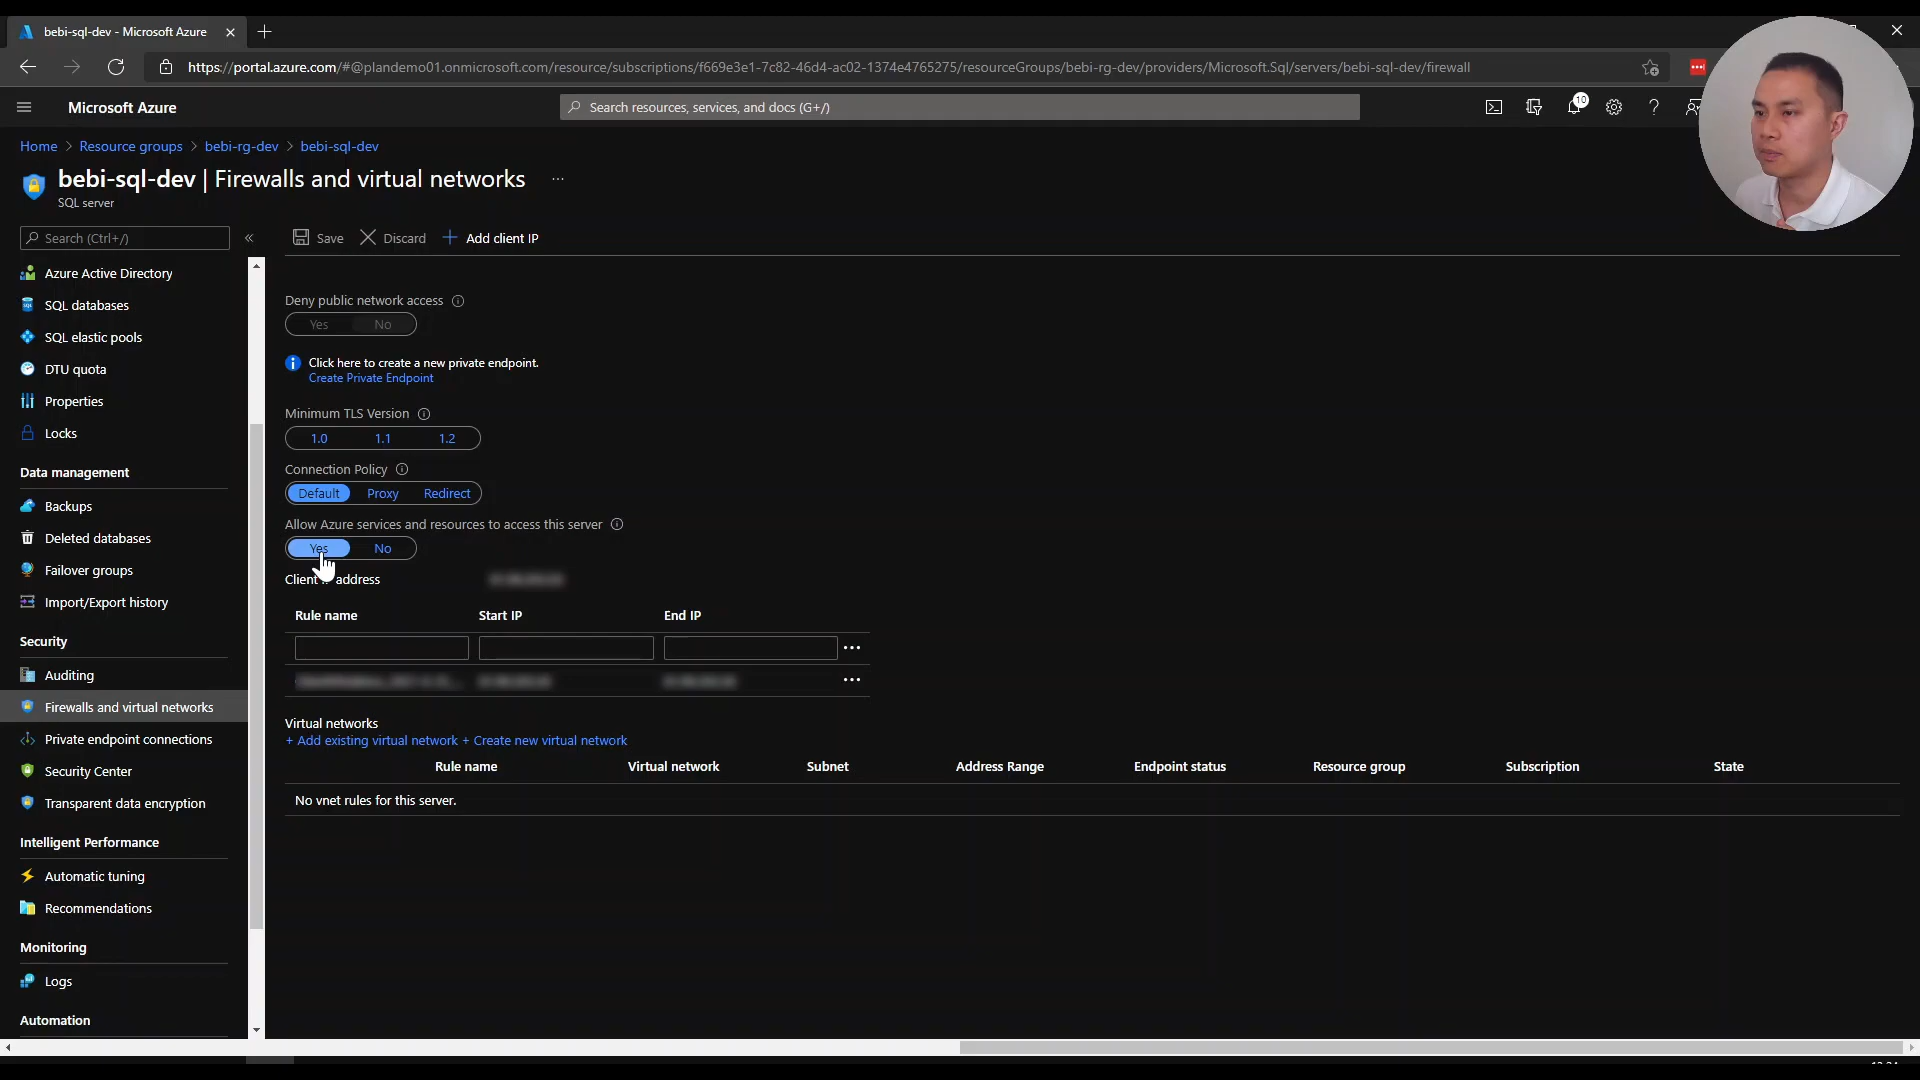 bebi-sql-dev - Microsoft Azure
https://portal.azure.com/#@plandemo01.onmicrosoft.com/resource/subscriptions/f669e3e1-7c82-46d4-ac02-1374e4765275/resourceGroups/bebi-rg-dev/providers/Microsoft.Sql/servers/bebi-sql-dev/firewall
Microsoft Azure
Search resources, services, and docs (G+/)
10
Home > Resource groups > bebi-rg-dev > bebi-sql-dev
bebi-sql-dev | Firewalls and virtual networks ...
SQL server
Search (Ctrl+/)
Save Discard Add client IP
Azure Active Directory
SQL databases
SQL elastic pools
DTU quota
Properties
Locks
Data management
Backups
Deleted databases
Failover groups
Import/Export history
Security
Auditing
Firewalls and virtual networks
Private endpoint connections
Security Center
Transparent data encryption
Intelligent Performance
Automatic tuning
Recommendations
Monitoring
Logs
Automation
Deny public network access
Yes No
Click here to create a new private endpoint.
Create Private Endpoint
Minimum TLS Version
1.0 1.1 1.2
Connection Policy
Default Proxy Redirect
Allow Azure services and resources to access this server
Yes No
Client address
Rule name Start IP End IP
Virtual networks
+ Add existing virtual network + Create new virtual network
Rule name Virtual network Subnet Address Range Endpoint status Resource group Subscription State
No vnet rules for this server.